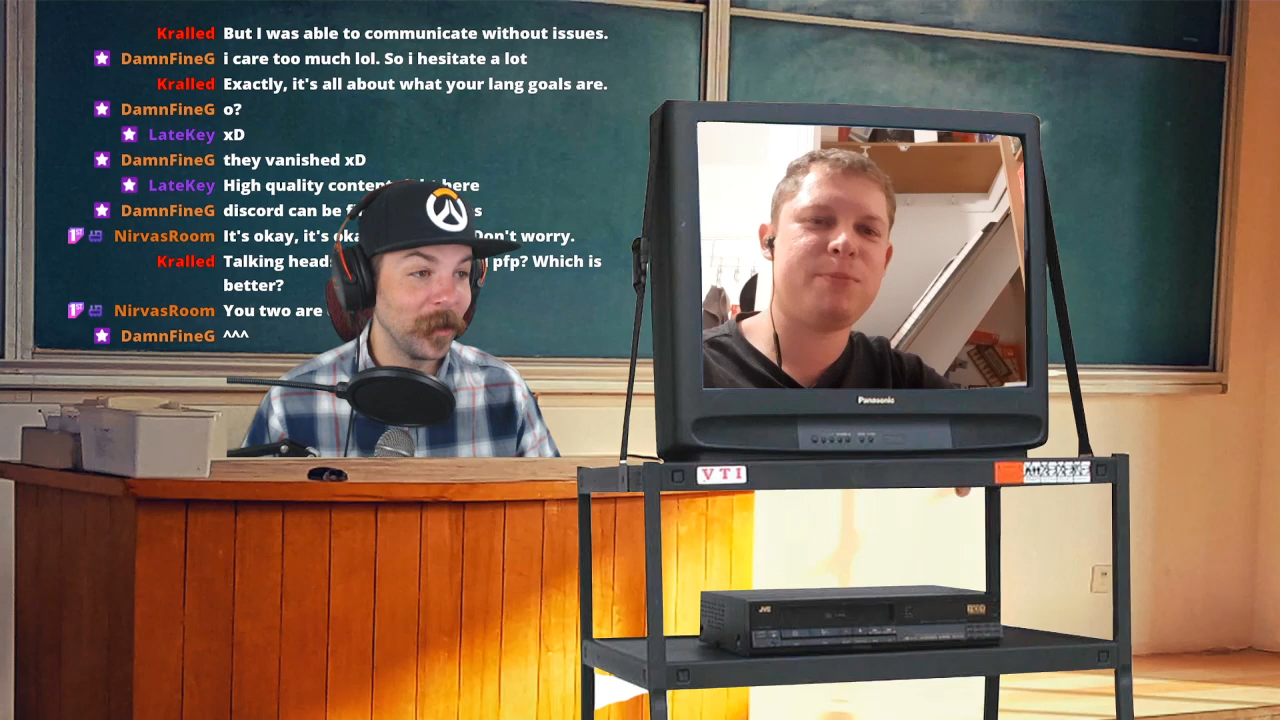 Kralled But I was able to communicate without issues.
DamnFineG i care too much lol. So i hesitate a lot
Kralled Exactly, it's all about what your lang goals are.
DamnFineG o?
LateKey xD
DamnFineG they vanished xD
LateKey High quality content here
DamnFineG discord can be s
1ST NirvasRoom It's okay, it's Don't worry.
Kralled Talking heads pfp? Which is
better?
1ST NirvasRoom You two are
DamnFineG ^^^
Panasonic
VTI
JVC